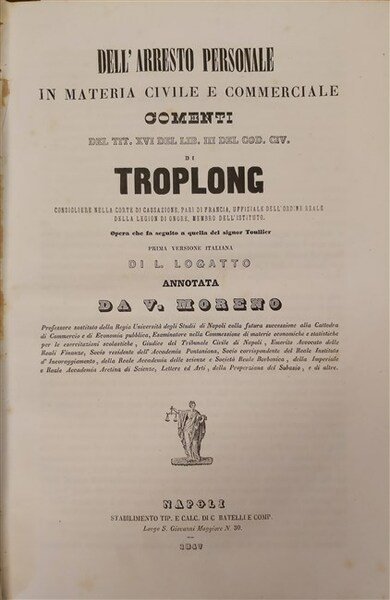 DELL' ARRESTO PERSONALE
IN MATERIA CIVILE E COMMERCIALE
COMENTI
DEL TIT. XVI DEL LIB. III DEL COD. CIV.
DI
TROPLONG
CONSIGLIERE NELLA CORTE DI CASSAZIONE, PARI DI FRANCIA, UFFIZIALE DELL'ORDINE REALE
DELLA LEGION DI ONORE, MEMBRO DELL'ISTITUTO.
Opera che fa seguito a quella del signor Toullier
PRIMA VERSIONE ITALIANA
DI L. LOGATTO
ANNOTATA
DA V. MORENO
Professore sostituto della Regia Università degli Studii di Napoli colla futura successione alla Cattedra
di Commercio e di Economia pubblica, Esaminatore nella Commessione di materie economiche e statistiche
per le esercitazioni scolastiche, Giudice del Tribunale Civile di Napoli, Emerito Avvocato delle
Reali Finanze, Socio residente dell' Accademia Pontaniana, Socio corrispondente del Reale Instituto
d'Incoraggiamento, della Reale Accademia delle scienze e Società Reale Borbonica, della Imperiale
e Reale Accademia Aretina di Scienze, Lettere ed Arti, della Properziana del Subasio, e di altre.
NAPOLI
STABILIMENTO TIP. E CALC. DI C. BATELLI E COMP.
Largo S. Giovanni Maggiore N. 30.
1847